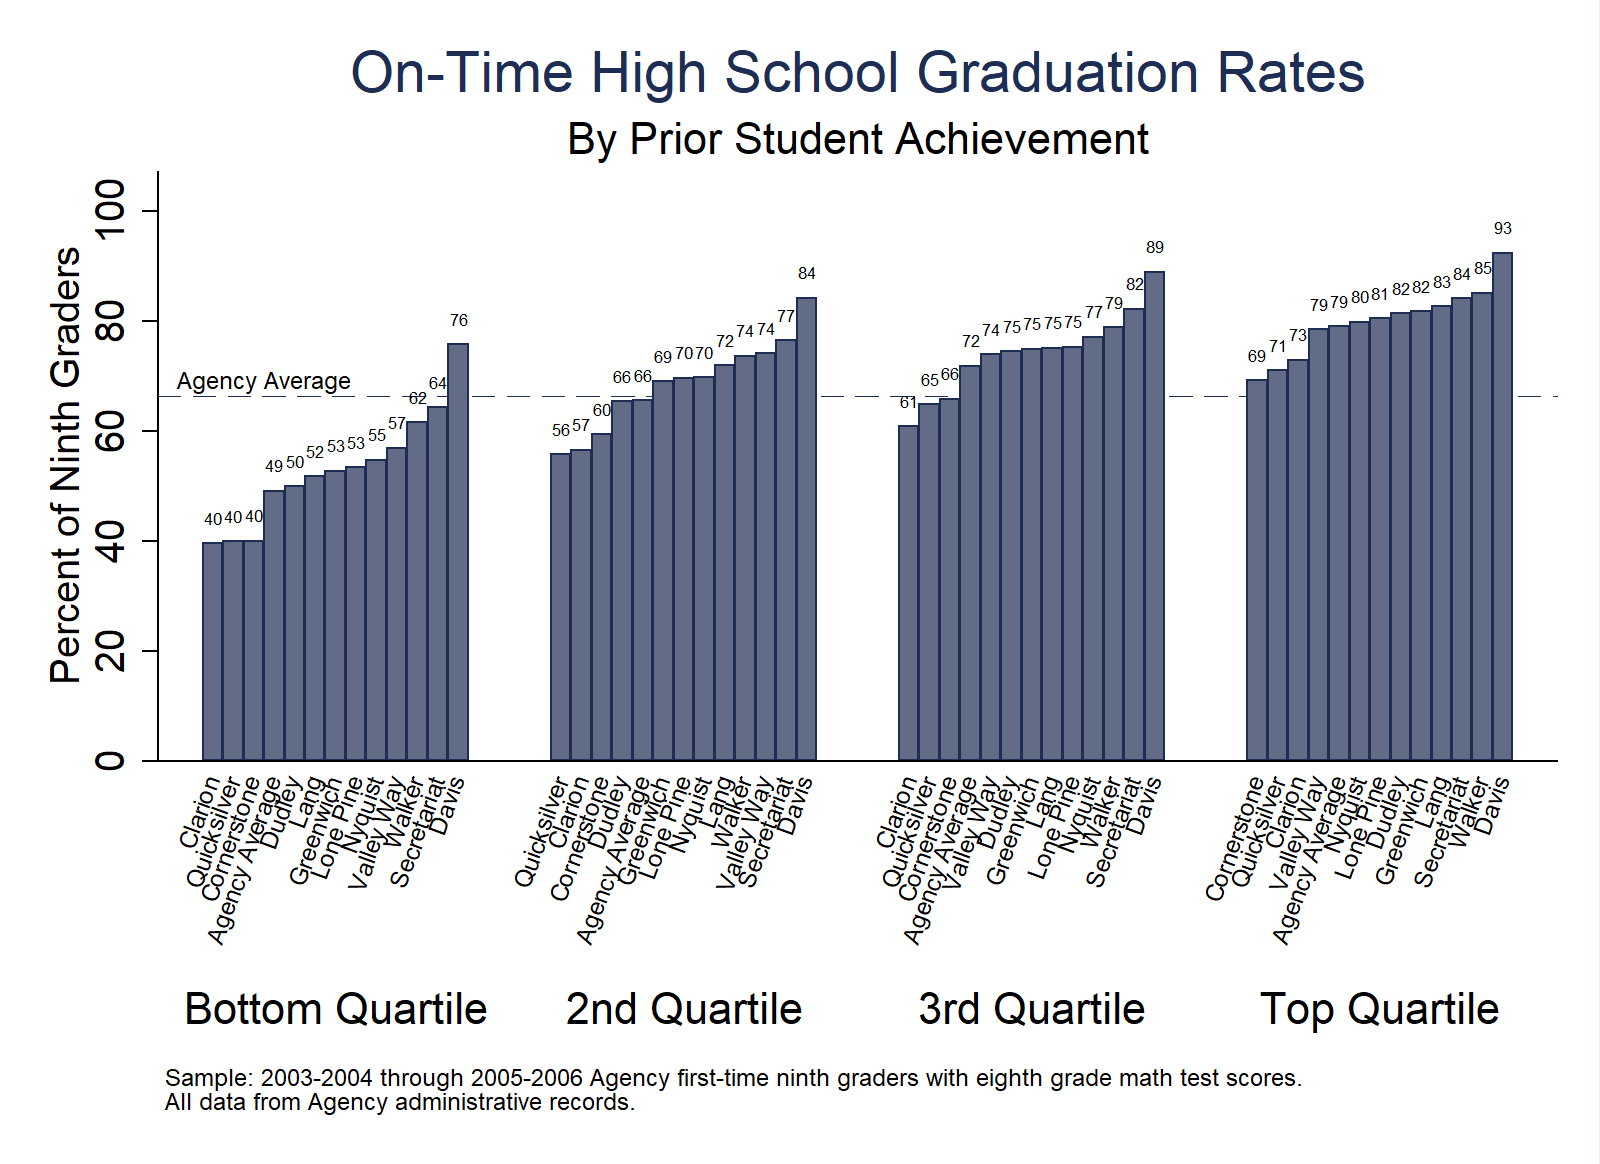 On-Time High School Graduation Rates
By Prior Student Achievement
Percent of Ninth Graders
100
80
60
40
20
0
Agency Average
40 40 40 49 50 52 53 53 55 57 62 64 76
56 57 60 66 66 69 70 70 72 74 74 77 84
61 65 66 72 74 75 75 75 75 77 79 82 89
69 71 73 79 79 80 81 82 82 83 84 85 93
Clarion
Quicksilver
Cornerstone
Agency Average
Dudley
Lang
Greenwich
Lone Pine
Nyquist
Valley Way
Walker
Secretariat
Davis
Quicksilver
Clarion
Cornerstone
Dudley
Agency Average
Greenwich
Lone Pine
Nyquist
Lang
Walker
Valley Way
Secretariat
Davis
Clarion
Quicksilver
Cornerstone
Agency Average
Valley Way
Dudley
Greenwich
Lang
Lone Pine
Nyquist
Walker
Secretariat
Davis
Cornerstone
Quicksilver
Clarion
Valley Way
Agency Average
Nyquist
Lone Pine
Dudley
Greenwich
Lang
Secretariat
Walker
Davis
Bottom Quartile
2nd Quartile
3rd Quartile
Top Quartile
Sample: 2003-2004 through 2005-2006 Agency first-time ninth graders with eighth grade math test scores.
All data from Agency administrative records.